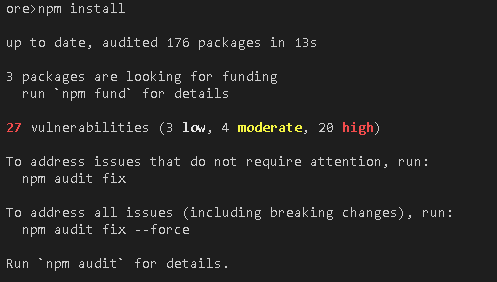 ore>npm install
up to date, audited 176 packages in 13s
3 packages are looking for funding
run `npm fund` for details
27 vulnerabilities (3 low, 4 moderate, 20 high)
To address issues that do not require attention, run:
npm audit fix
To address all issues (including breaking changes), run:
npm audit fix --force
Run `npm audit` for details.